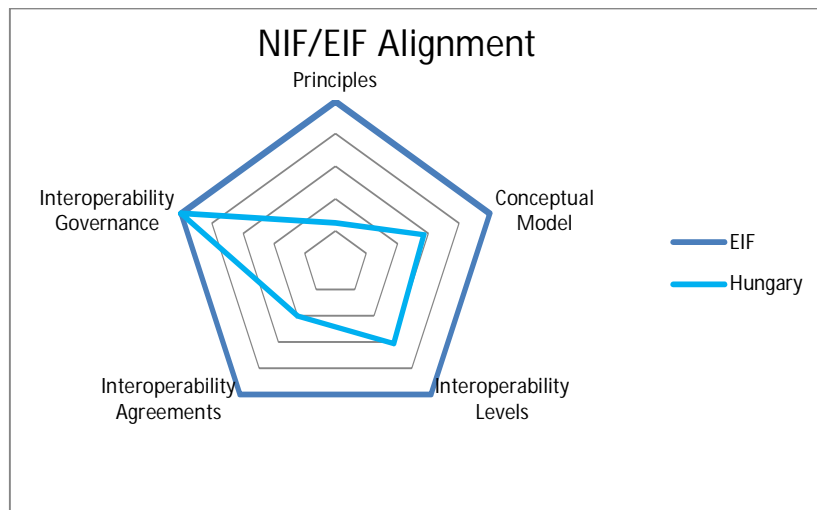 NIF/EIF Alignment
Principles
Interoperability
Governance
Conceptual
Model
EIF
Hungary
Interoperability
Agreements
Interoperability
Levels